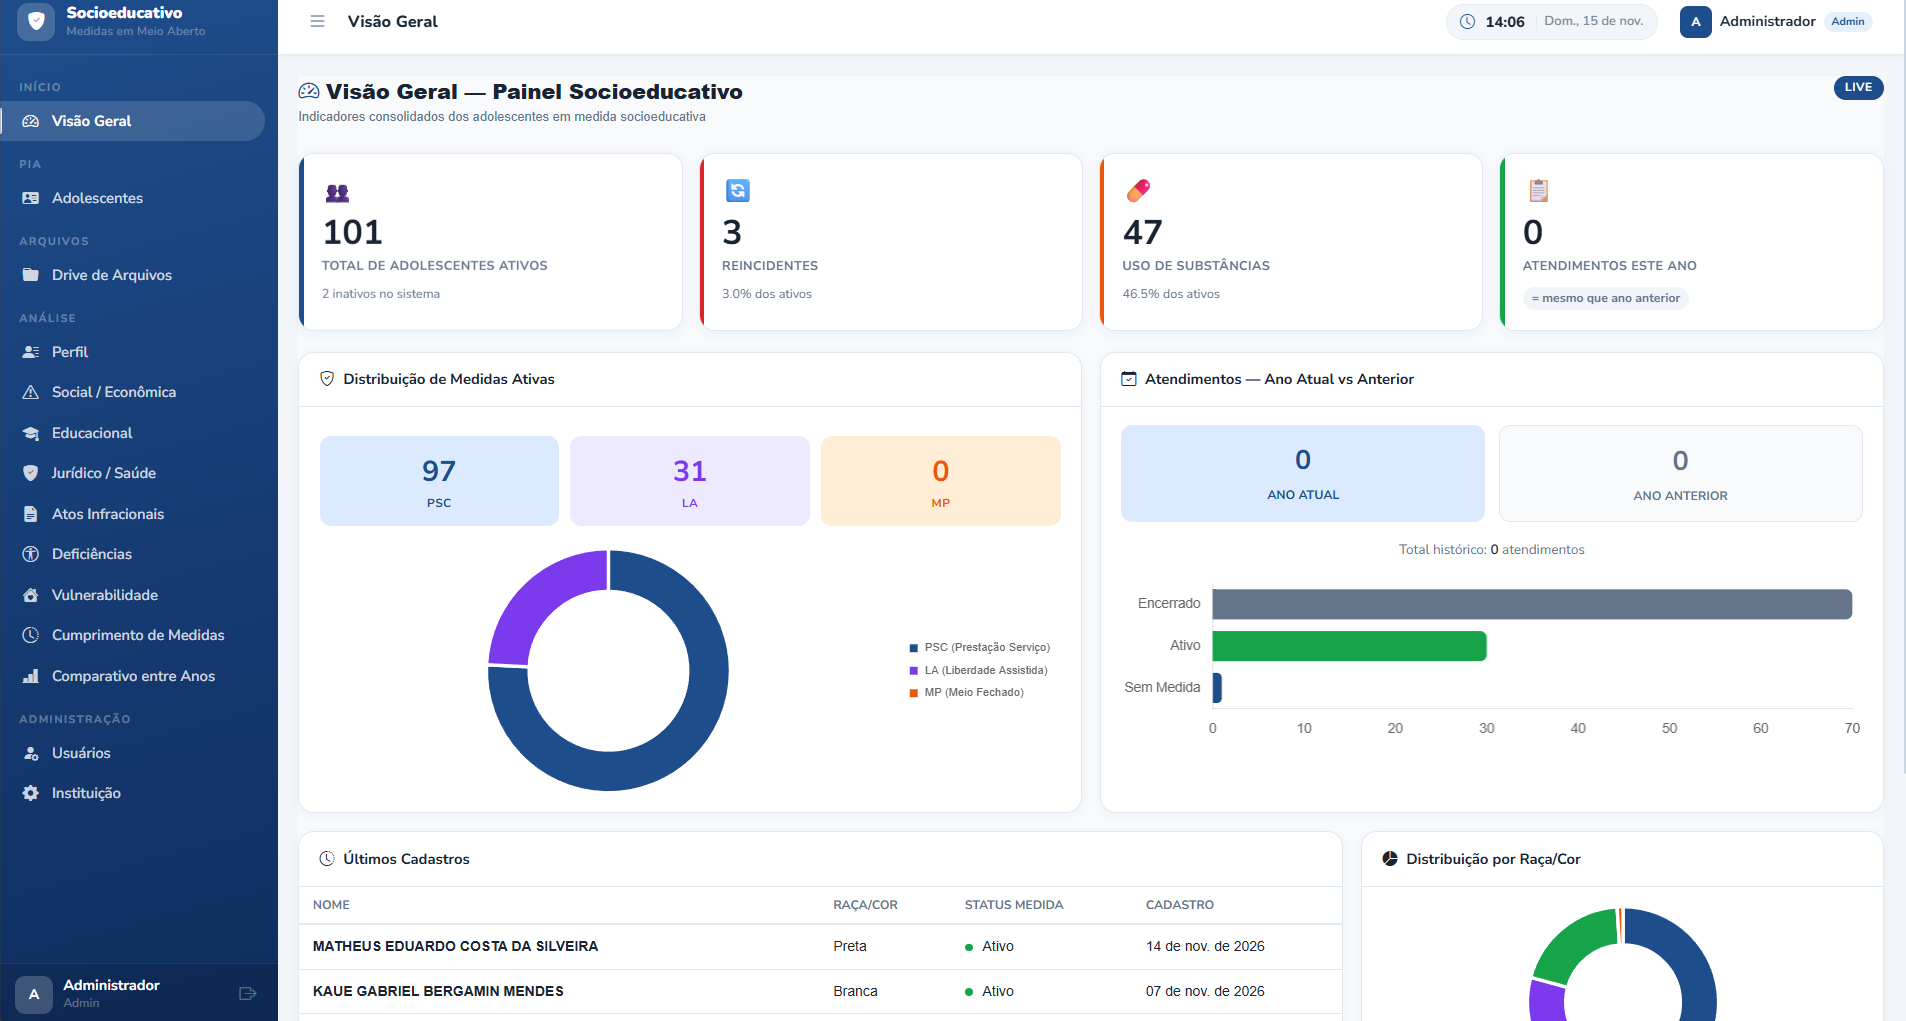 Socioeducativo
Medidas em Meio Aberto
INÍCIO
Visão Geral
PIA
Adolescentes
ARQUIVOS
Drive de Arquivos
ANÁLISE
Perfil
Social / Econômica
Educacional
Jurídico / Saúde
Atos Infracionais
Deficiências
Vulnerabilidade
Cumprimento de Medidas
Comparativo entre Anos
ADMINISTRAÇÃO
Usuários
Instituição
A
Administrador
Admin
Visão Geral
14:06 Dom., 15 de nov.
A Administrador Admin
Visão Geral — Painel Socioeducativo
Indicadores consolidados dos adolescentes em medida socioeducativa
LIVE
101
TOTAL DE ADOLESCENTES ATIVOS
2 inativos no sistema
3
REINCIDENTES
3.0% dos ativos
47
USO DE SUBSTÂNCIAS
46.5% dos ativos
0
ATENDIMENTOS ESTE ANO
= mesmo que ano anterior
Distribuição de Medidas Ativas
97
PSC
31
LA
0
MP
PSC (Prestação Serviço)
LA (Liberdade Assistida)
MP (Meio Fechado)
Atendimentos — Ano Atual vs Anterior
0
ANO ATUAL
0
ANO ANTERIOR
Total histórico: 0 atendimentos
Encerrado
Ativo
Sem Medida
0 10 20 30 40 50 60 70
Últimos Cadastros
NOME RAÇA/COR STATUS MEDIDA CADASTRO
MATHEUS EDUARDO COSTA DA SILVEIRA Preta Ativo 14 de nov. de 2026
KAUE GABRIEL BERGAMIN MENDES Branca Ativo 07 de nov. de 2026
Distribuição por Raça/Cor